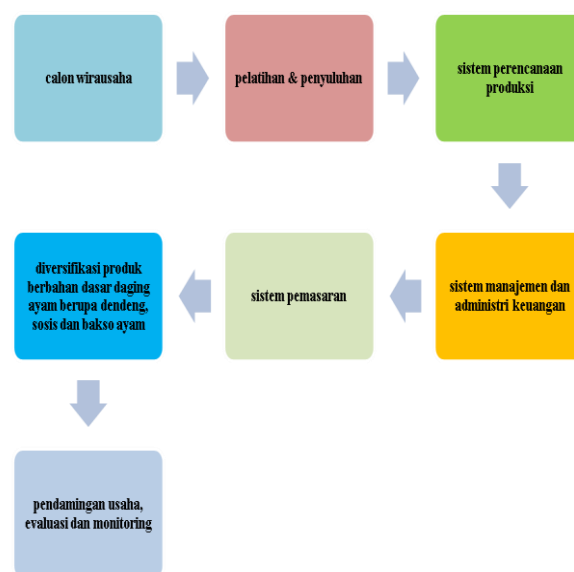 calon wirausaha
pelatihan & penyuluhan
sistem perencanaan
produksi
sistem manajemen dan
administri keuangan
sistem pemasaran
diversifikasi produk
berbahan dasar daging
ayam berupa dendeng,
sosis dan bakso ayam
pendamingan usaha,
evaluasi dan monitoring